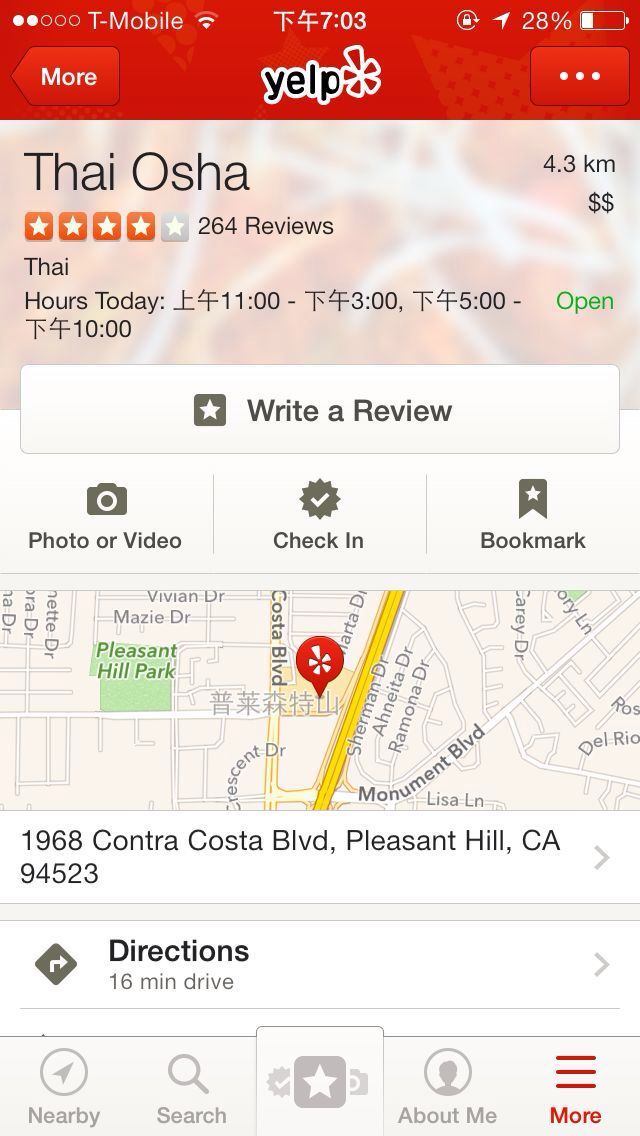 T-Mobile 下午7:03 28%
More yelp
Thai Osha 4.3 km
264 Reviews $$
Thai
Hours Today: 上午11:00 - 下午3:00, 下午5:00 - Open
下午10:00
Write a Review
Photo or Video Check In Bookmark
Vivian Dr
Mazie Dr
nette Dr
Costa Blvd
Carey Dr
ory Ln
Pleasant
Hill Park
marta Dr
普莱森特山
Sherman Dr
Ahneita Dr
Ramona Dr
Ros
Del Rio
Crescent Dr
Monument Blvd
Lisa Ln
1968 Contra Costa Blvd, Pleasant Hill, CA
94523
Directions
16 min drive
Nearby Search About Me More